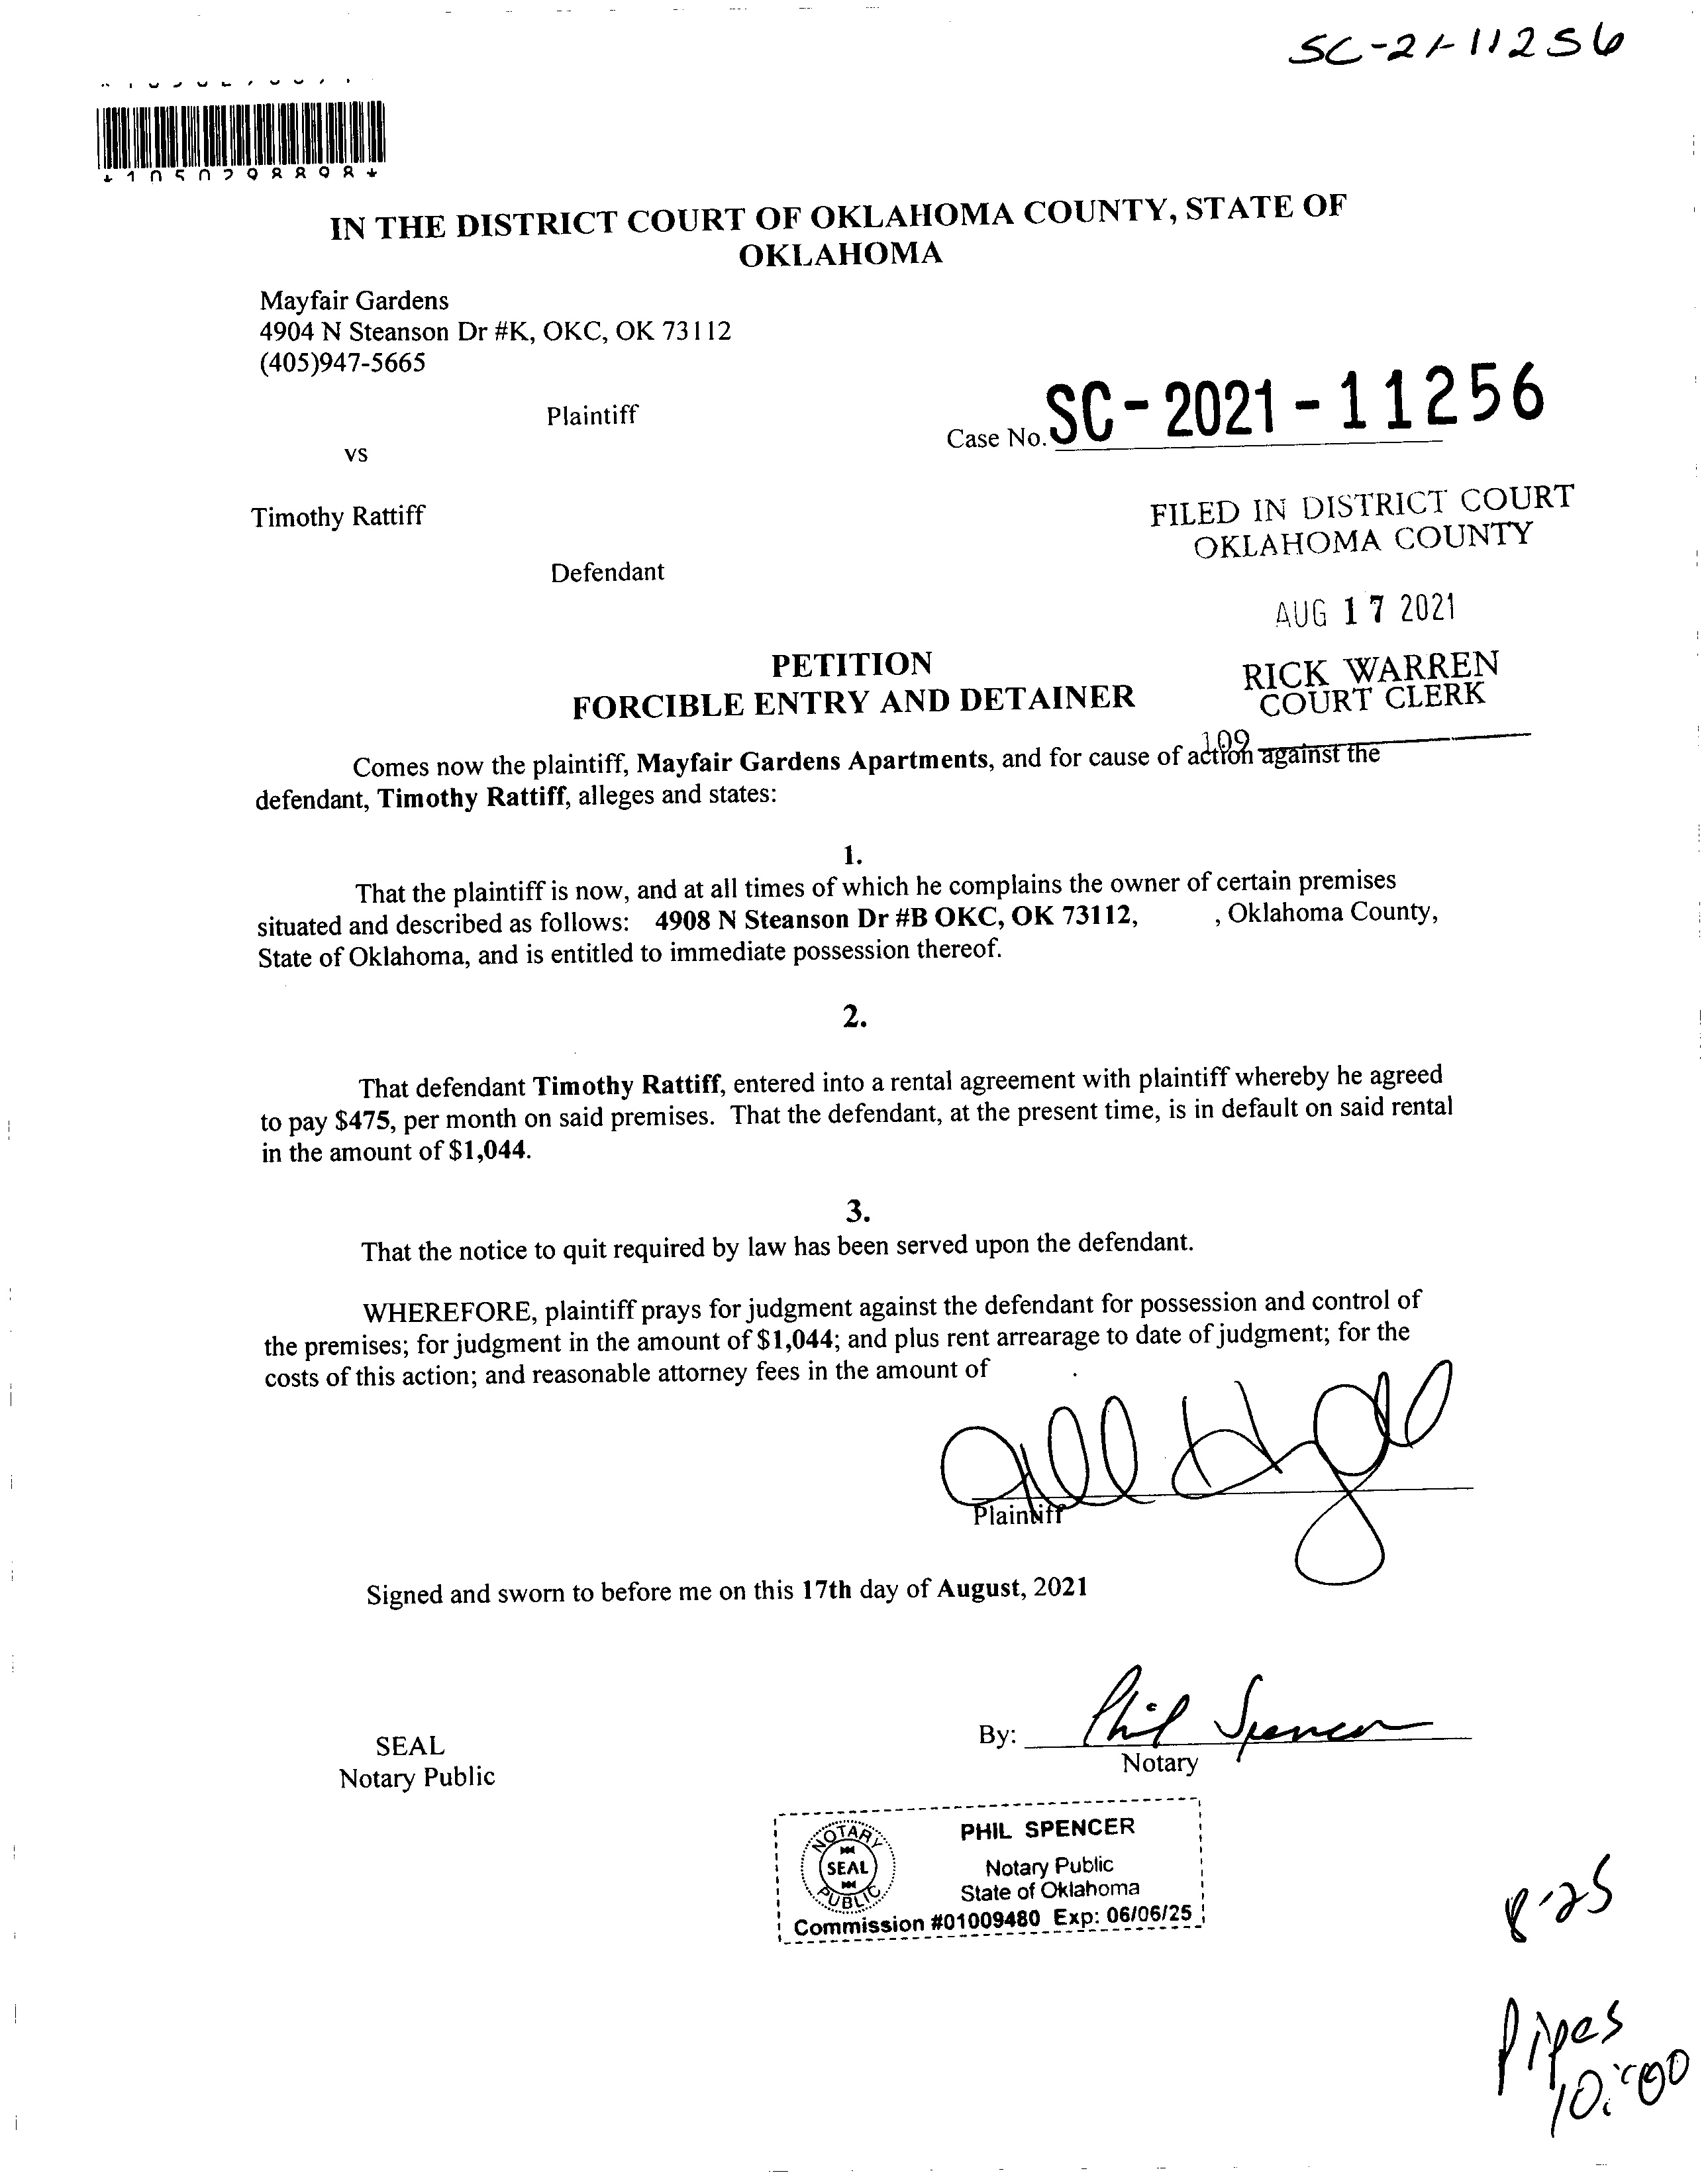 SC-21-11256
*1050298898*
IN THE DISTRICT COURT OF OKLAHOMA COUNTY, STATE OF
OKLAHOMA
Mayfair Gardens
4904 N Steanson Dr #K, OKC, OK 73112
(405)947-5665
Plaintiff
Case No. SC-2021-11256
vs
Timothy Rattiff
FILED IN DISTRICT COURT
OKLAHOMA COUNTY
Defendant
AUG 17 2021
PETITION
RICK WARREN
COURT CLERK
FORCIBLE ENTRY AND DETAINER
109
Comes now the plaintiff, Mayfair Gardens Apartments, and for cause of action against the
defendant, Timothy Rattiff, alleges and states:
1.
That the plaintiff is now, and at all times of which he complains the owner of certain premises
situated and described as follows: 4908 N Steanson Dr #B OKC, OK 73112, , Oklahoma County,
State of Oklahoma, and is entitled to immediate possession thereof.
2.
That defendant Timothy Rattiff, entered into a rental agreement with plaintiff whereby he agreed
to pay $475, per month on said premises. That the defendant, at the present time, is in default on said rental
in the amount of $1,044.
3.
That the notice to quit required by law has been served upon the defendant.
WHEREFORE, plaintiff prays for judgment against the defendant for possession and control of
the premises; for judgment in the amount of $1,044; and plus rent arrearage to date of judgment; for the
costs of this action; and reasonable attorney fees in the amount of .
Plaintiff
Signed and sworn to before me on this 17th day of August, 2021
By: Phil Spencer
Notary
SEAL
Notary Public
NOTARY
SEAL
PUBLIC
PHIL SPENCER
Notary Public
State of Oklahoma
Commission #01009480 Exp: 06/06/25
8-25
Pipes
10:00